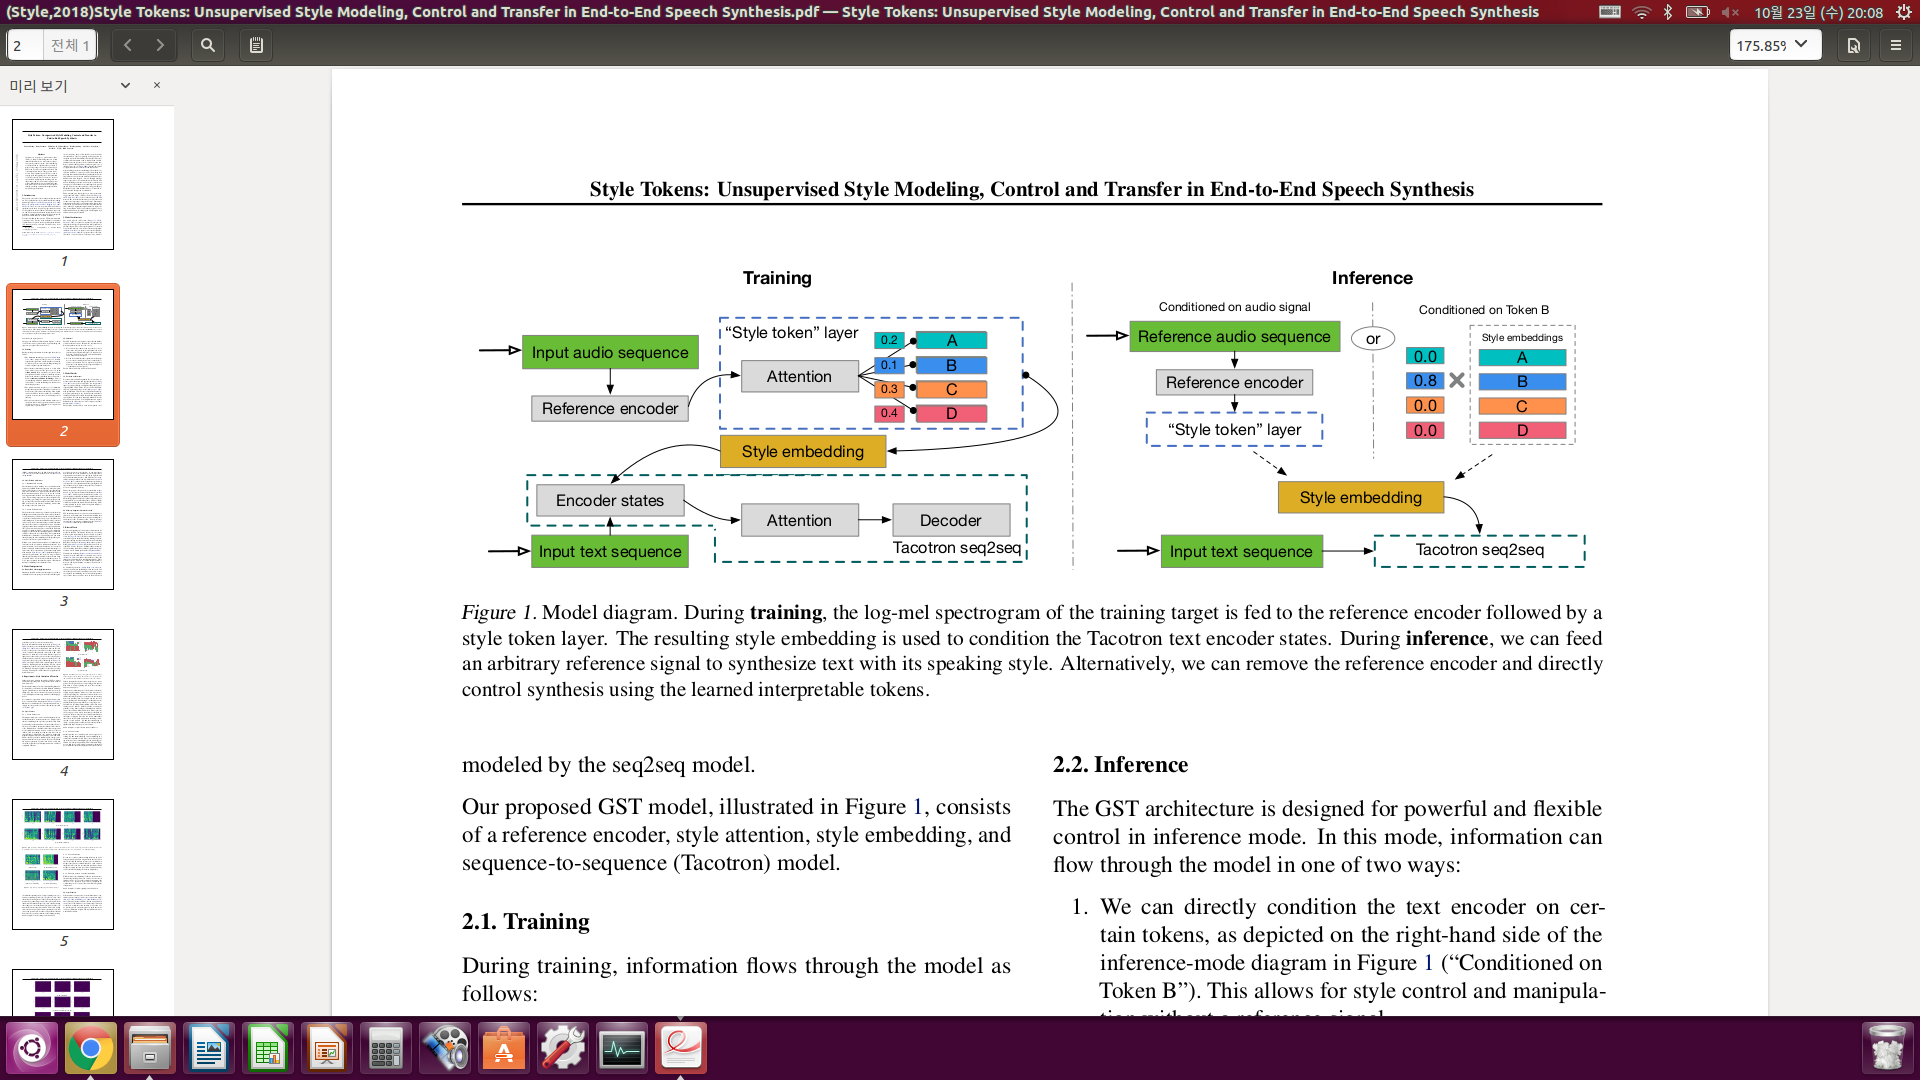 (Style,2018)Style Tokens: Unsupervised Style Modeling, Control and Transfer in End-to-End Speech Synthesis.pdf — Style Tokens: Unsupervised Style Modeling, Control and Transfer in End-to-End Speech Synthesis
10월 23일 (수) 20:08
2
전체 1
175.85%
미리 보기
1
2
3
4
5
Style Tokens: Unsupervised Style Modeling, Control and Transfer in End-to-End Speech Synthesis
Training
Input audio sequence
Reference encoder
“Style token” layer
Attention
0.2 A
0.1 B
0.3 C
0.4 D
Style embedding
Encoder states
Attention
Decoder
Tacotron seq2seq
Input text sequence
Inference
Conditioned on audio signal
Reference audio sequence
Reference encoder
“Style token” layer
or
Conditioned on Token B
Style embeddings
0.0 A
0.8 B
0.0 C
0.0 D
Style embedding
Input text sequence
Tacotron seq2seq
Figure 1. Model diagram. During training, the log-mel spectrogram of the training target is fed to the reference encoder followed by a
style token layer. The resulting style embedding is used to condition the Tacotron text encoder states. During inference, we can feed
an arbitrary reference signal to synthesize text with its speaking style. Alternatively, we can remove the reference encoder and directly
control synthesis using the learned interpretable tokens.
modeled by the seq2seq model.
Our proposed GST model, illustrated in Figure 1, consists
of a reference encoder, style attention, style embedding, and
sequence-to-sequence (Tacotron) model.
2.1. Training
During training, information flows through the model as
follows:
2.2. Inference
The GST architecture is designed for powerful and flexible
control in inference mode. In this mode, information can
flow through the model in one of two ways:
1. We can directly condition the text encoder on cer-
tain tokens, as depicted on the right-hand side of the
inference-mode diagram in Figure 1 (“Conditioned on
Token B”). This allows for style control and manipula-
tion without a reference signal.